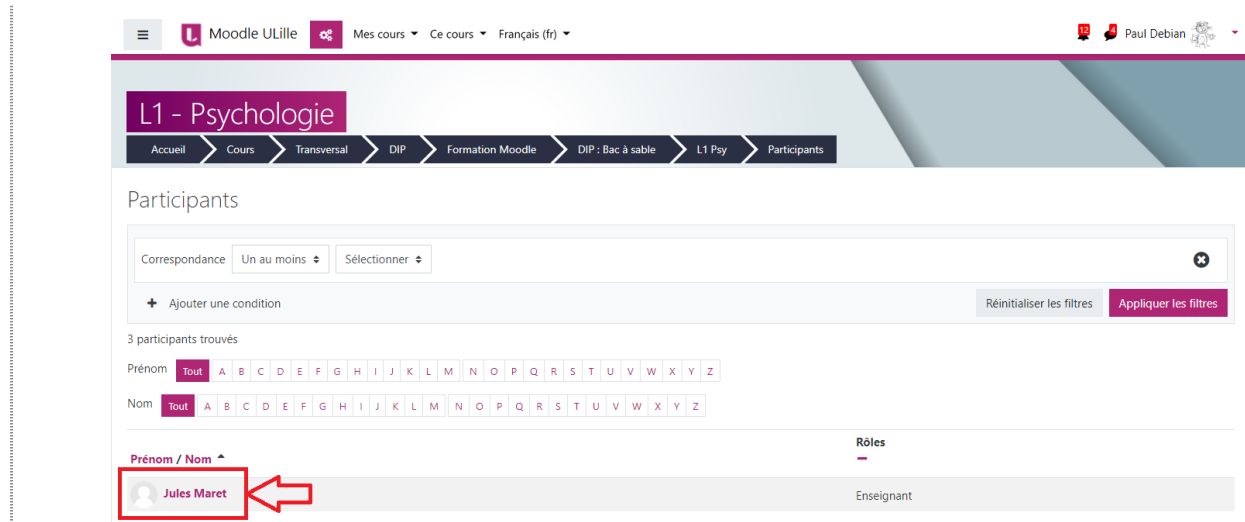 Moodle ULille Mes cours Ce cours Français (fr) 12 4 Paul Debian
L1 - Psychologie
Accueil Cours Transversal DIP Formation Moodle DIP : Bac à sable L1 Psy Participants
Participants
Correspondance Un au moins Sélectionner
Ajouter une condition Réinitialiser les filtres Appliquer les filtres
3 participants trouvés
Prénom Tout A B C D E F G H I J K L M N O P Q R S T U V W X Y Z
Nom Tout A B C D E F G H I J K L M N O P Q R S T U V W X Y Z
Prénom / Nom Rôles
Jules Maret Enseignant